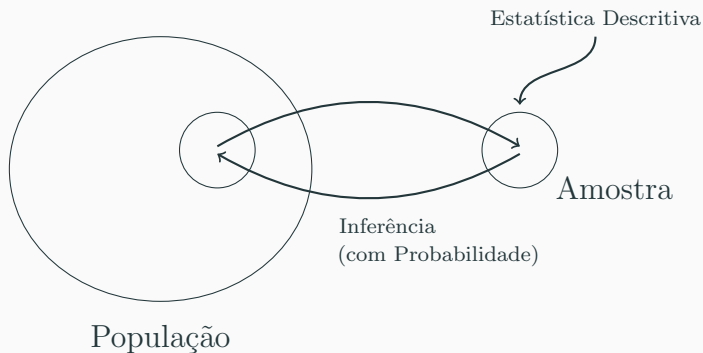 Estatística Descritiva
Amostra
Inferência
(com Probabilidade)
População